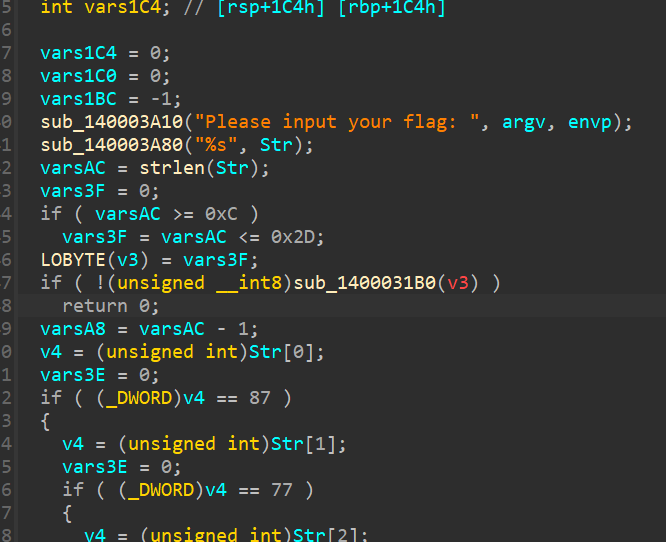 5 int vars1C4; // [rsp+1C4h] [rbp+1C4h]
6
7 vars1C4 = 0;
8 vars1C0 = 0;
9 vars1BC = -1;
0 sub_140003A10("Please input your flag: ", argv, envp);
1 sub_140003A80("%s", Str);
2 varsAC = strlen(Str);
3 vars3F = 0;
4 if ( varsAC >= 0xC )
5 vars3F = varsAC <= 0x2D;
6 LOBYTE(v3) = vars3F;
7 if ( !(unsigned __int8)sub_1400031B0(v3) )
8 return 0;
9 varsA8 = varsAC - 1;
0 v4 = (unsigned int)Str[0];
1 vars3E = 0;
2 if ( (_DWORD)v4 == 87 )
3 {
4 v4 = (unsigned int)Str[1];
5 vars3E = 0;
6 if ( (_DWORD)v4 == 77 )
7 {
8 v4 = (unsigned int)Str[2];